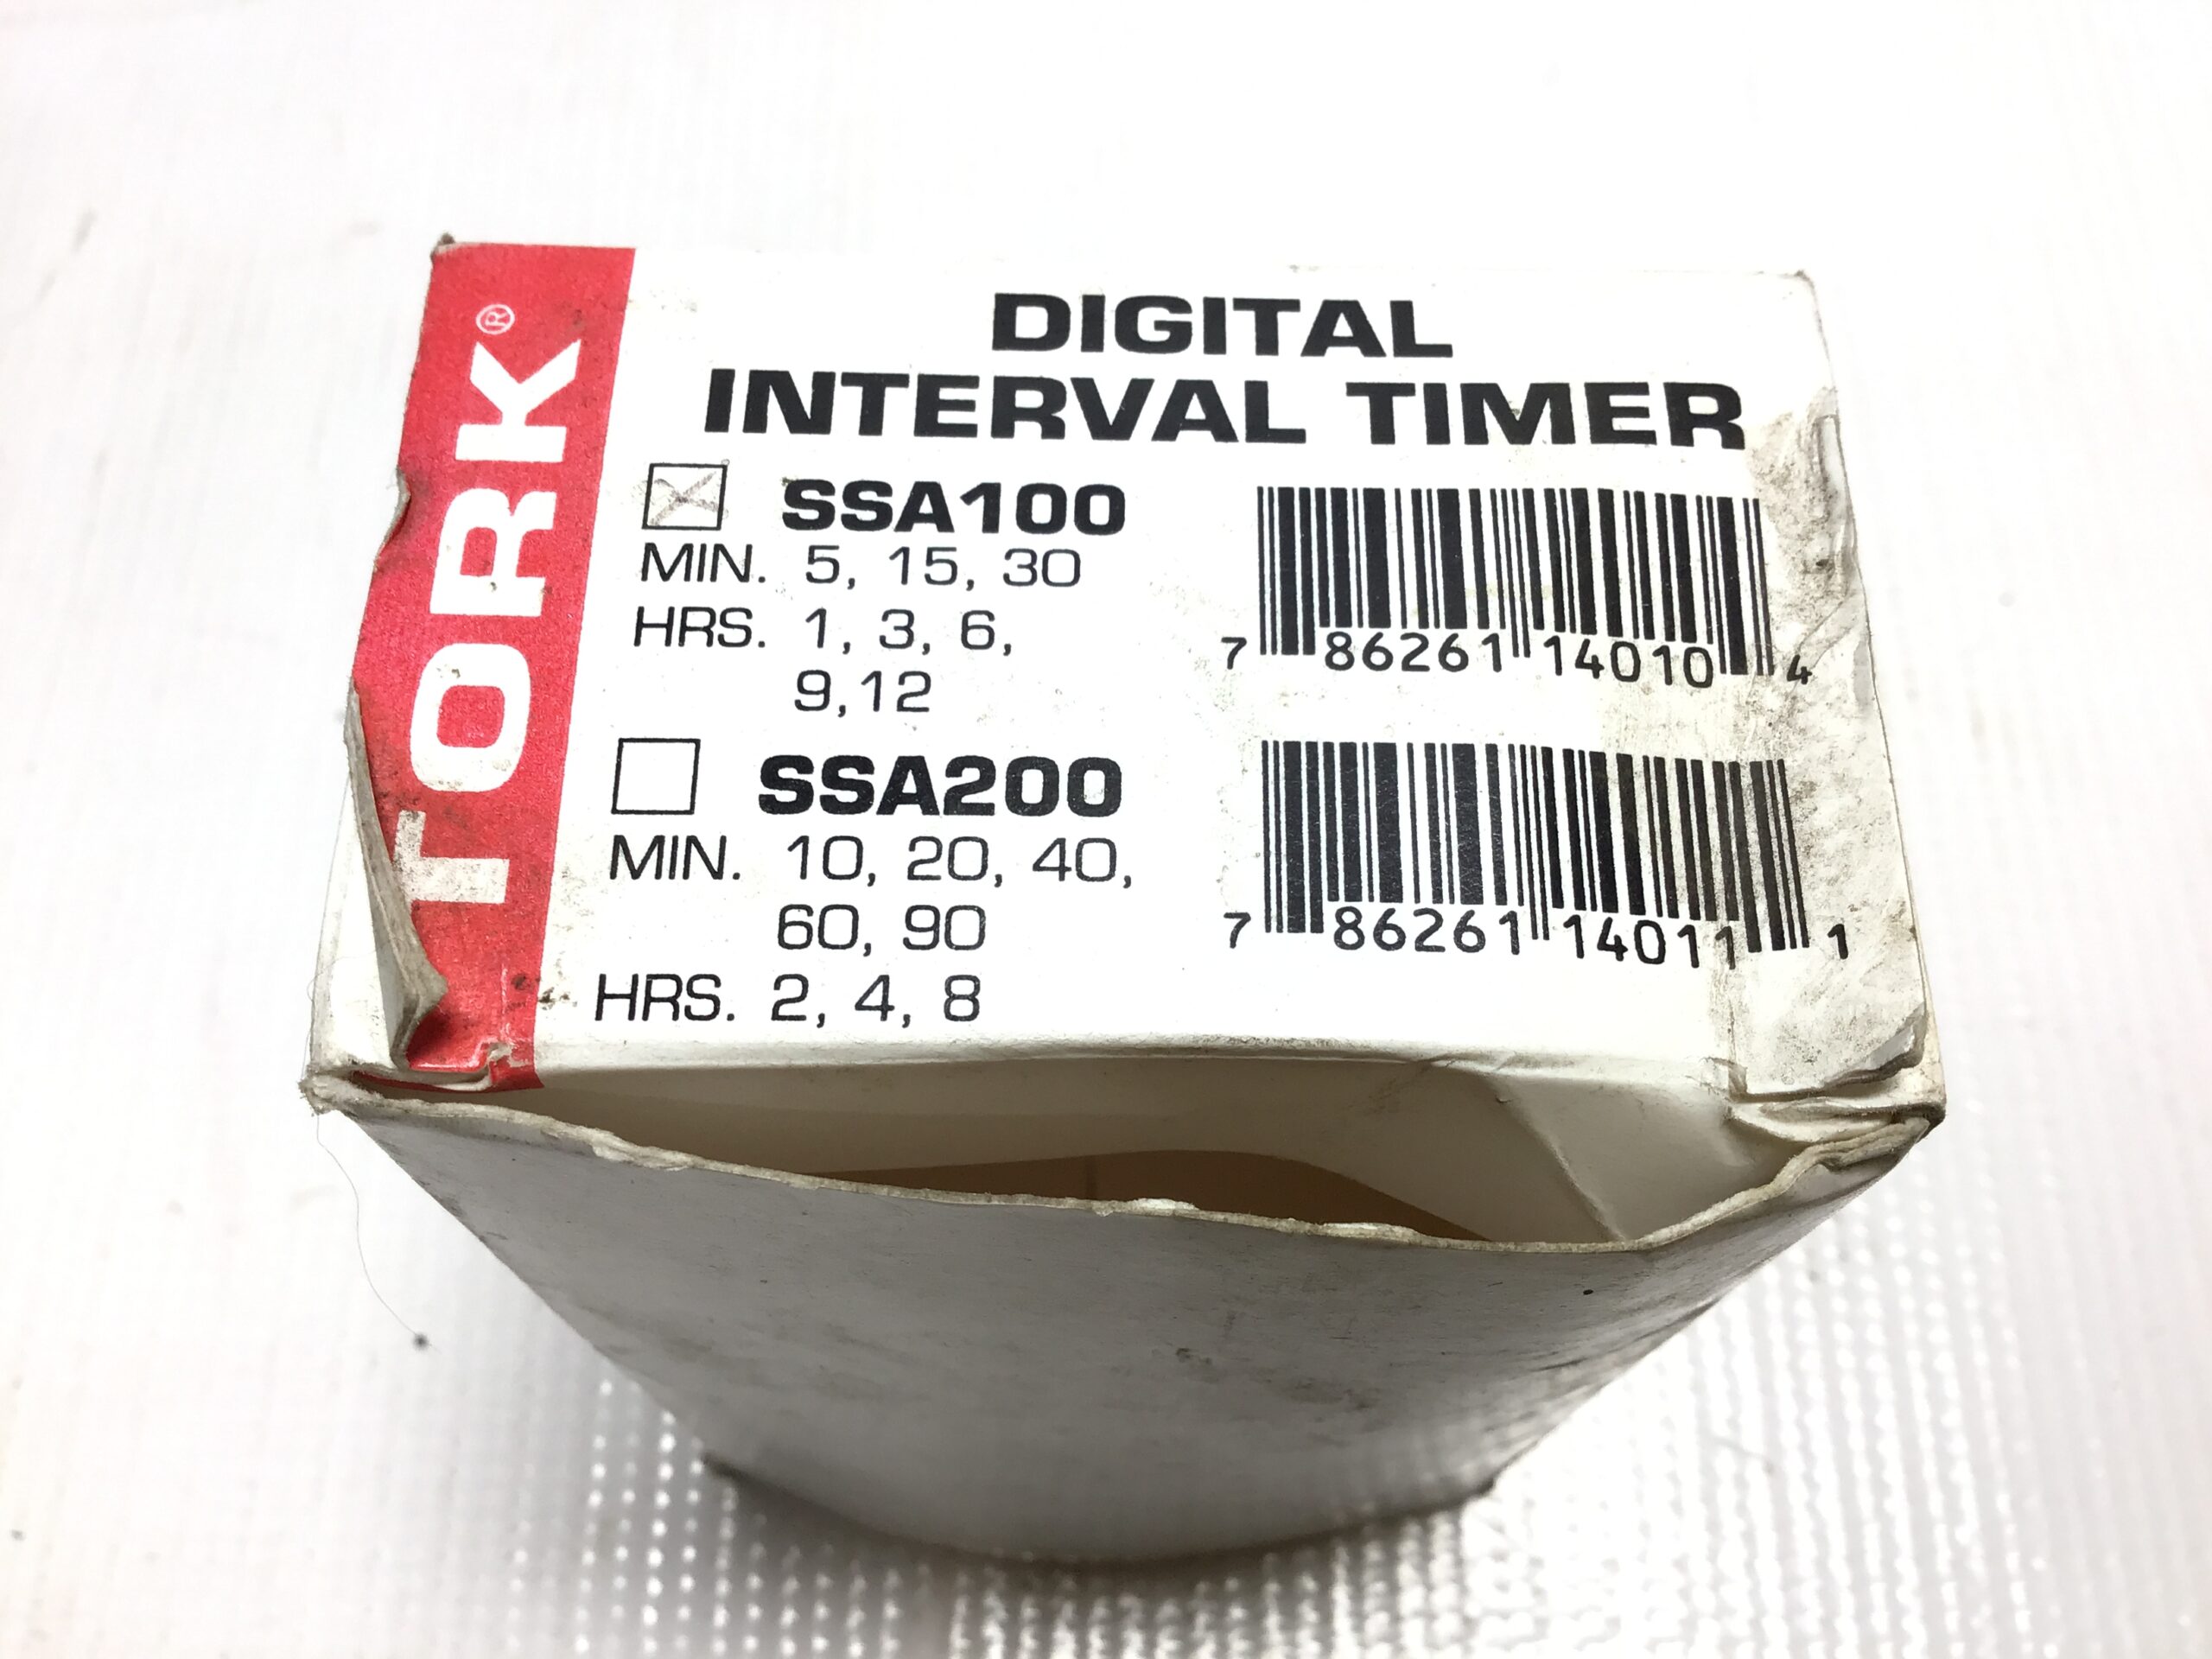 TORK®
DIGITAL
INTERVAL TIMER
SSA100
MIN. 5, 15, 30
HRS. 1, 3, 6,
9,12
7 86261 14010 4
SSA200
MIN. 10, 20, 40,
60, 90
HRS. 2, 4, 8
7 86261 14011 1